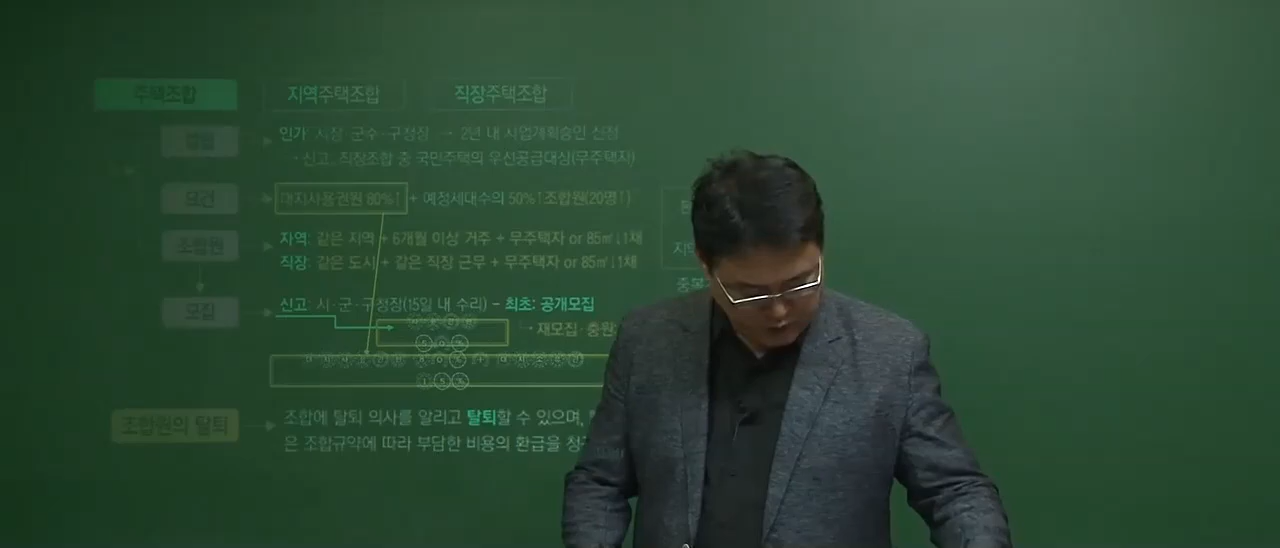 주택조합
지역주택조합
직장주택조합
설립
인가: 시장·군수·구청장 → 2년 내 사업계획승인 신청
· 신고: 직장조합 중 국민주택의 우선공급대상(무주택자)
요건
대지사용권원 80%↑ + 예정세대수의 50%↑조합원(20명↑)
조합원
지역: 같은 지역 + 6개월 이상 거주 + 무주택자 or 85㎡↓1채
직장: 같은 도시 + 같은 직장 근무 + 무주택자 or 85㎡↓1채
지역
중복
모집
신고: 시·군·구청장(15일 내 수리) - 최초: 공개모집
재모집·충원:
⑤⓪%
①⑤%
조합원의 탈퇴
조합에 탈퇴 의사를 알리고 탈퇴할 수 있으며,
은 조합규약에 따라 부담한 비용의 환급을 청구